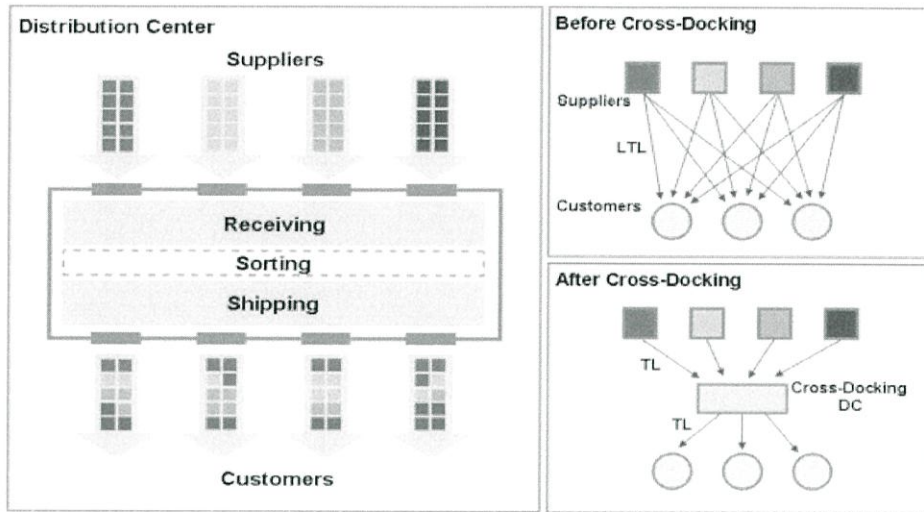 Distribution Center
Suppliers
Receiving
Sorting
Shipping
Customers
Before Cross-Docking
Suppliers
LTL
Customers
After Cross-Docking
TL
Cross-Docking
DC
TL